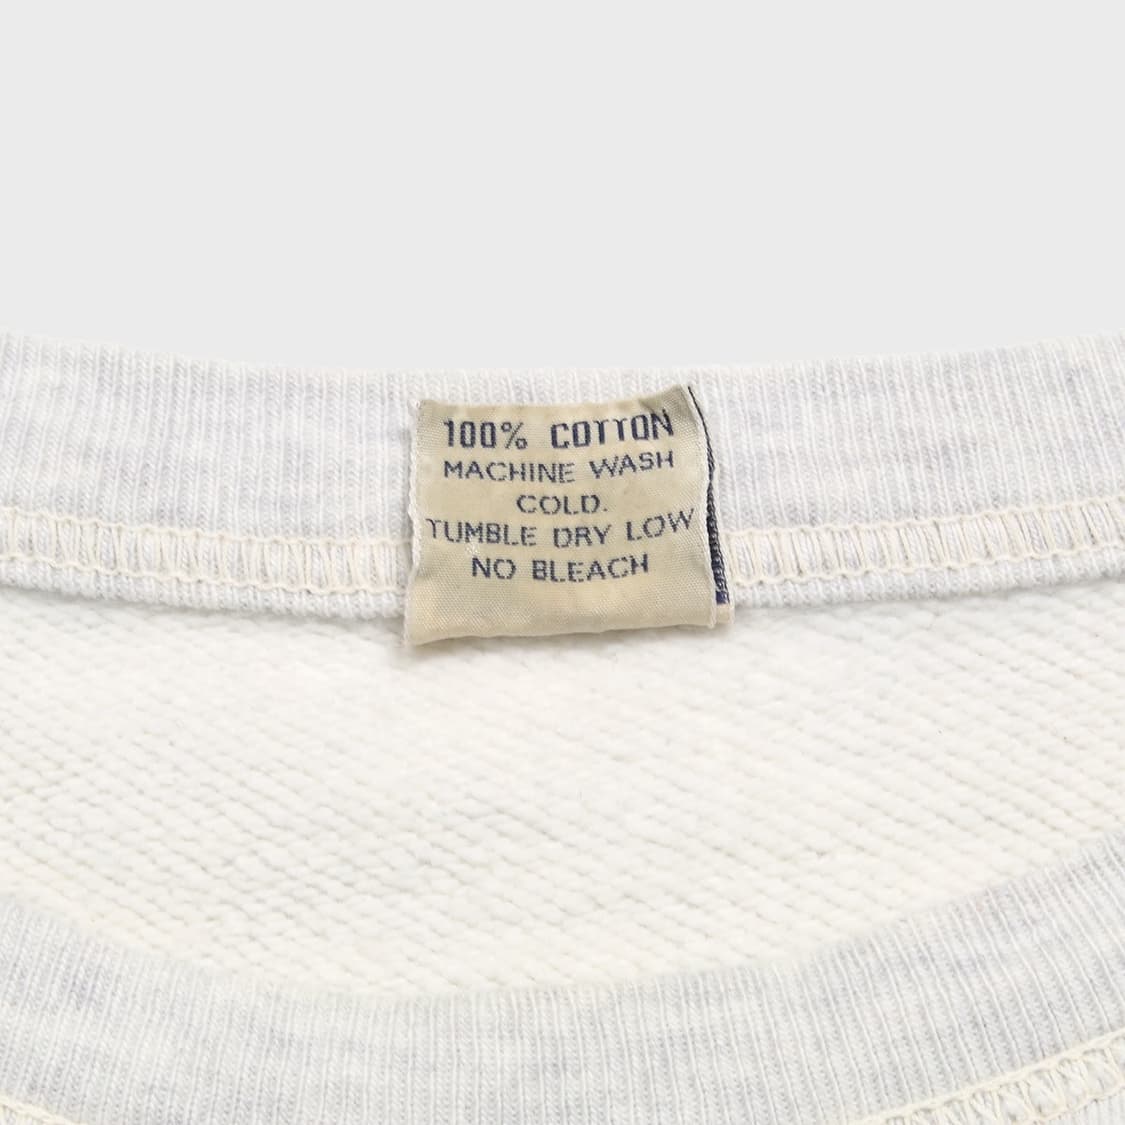 100% COTTON
MACHINE WASH
COLD.
TUMBLE DRY LOW
NO BLEACH